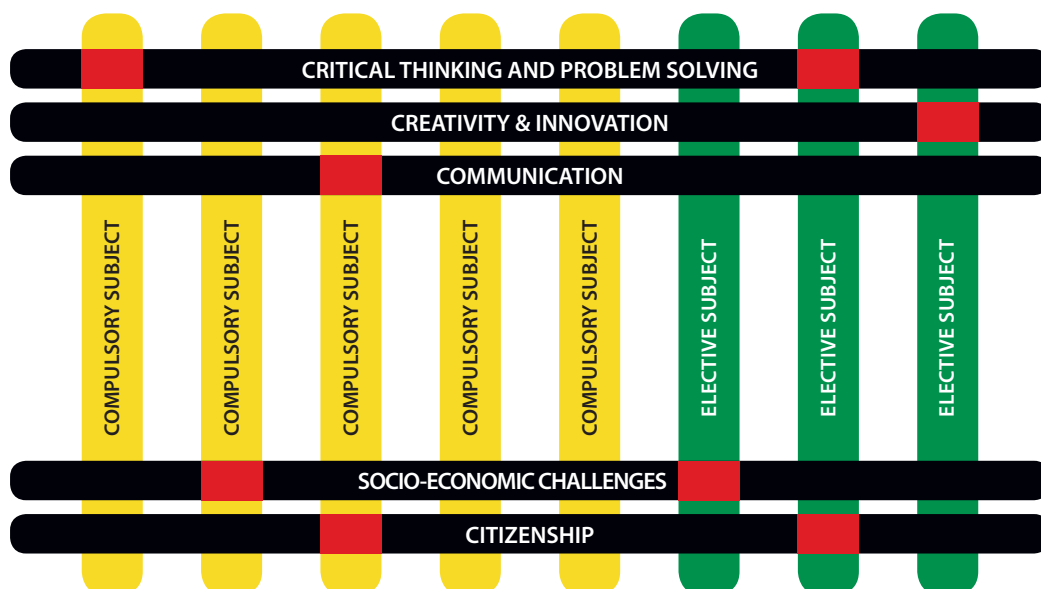 CRITICAL THINKING AND PROBLEM SOLVING
CREATIVITY & INNOVATION
COMMUNICATION
COMPULSORY SUBJECT
COMPULSORY SUBJECT
COMPULSORY SUBJECT
COMPULSORY SUBJECT
COMPULSORY SUBJECT
ELECTIVE SUBJECT
ELECTIVE SUBJECT
ELECTIVE SUBJECT
SOCIO-ECONOMIC CHALLENGES
CITIZENSHIP